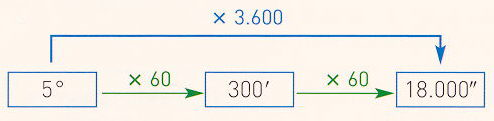 × 3.600
5° × 60 300′ × 60 18.000″